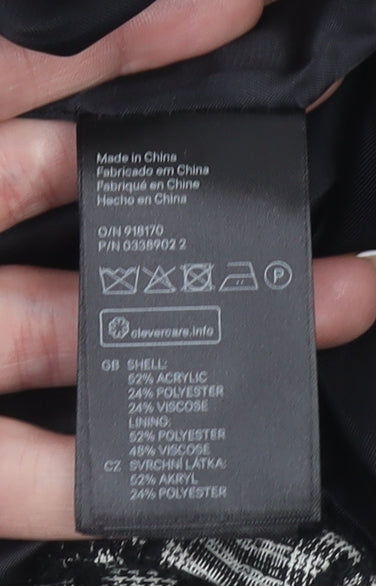 Made in China
Fabricado em China
Fabriqué en Chine
Hecho en China
O/N 918170
P/N 0338902 2
P
clevercare.info
GB SHELL:
52% ACRYLIC
24% POLYESTER
24% VISCOSE
LINING:
52% POLYESTER
48% VISCOSE
CZ SVRCHNÍ LÁTKA:
52% AKRYL
24% POLYESTER